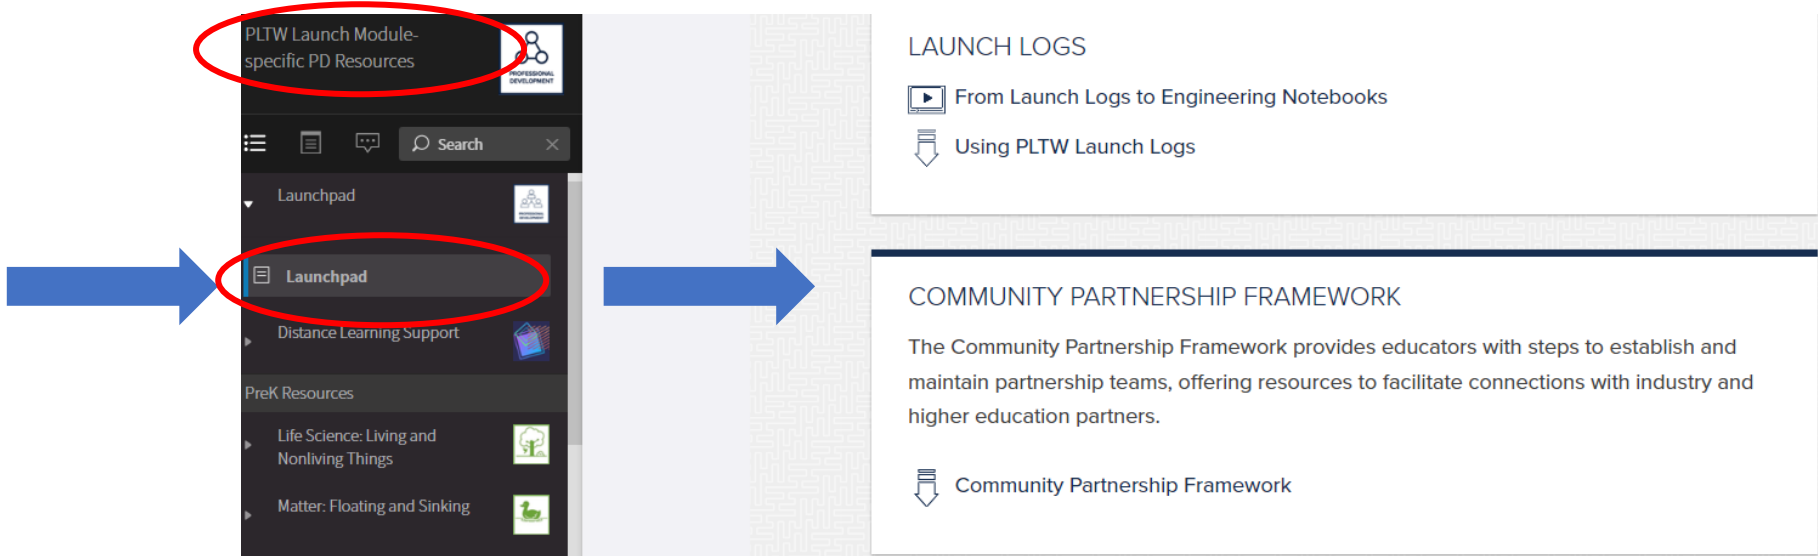 PLTW Launch Module-
specific PD Resources
PROFESSIONAL
DEVELOPMENT
Search
Launchpad
Launchpad
Distance Learning Support
PreK Resources
Life Science: Living and
Nonliving Things
Matter: Floating and Sinking
LAUNCH LOGS
From Launch Logs to Engineering Notebooks
Using PLTW Launch Logs
COMMUNITY PARTNERSHIP FRAMEWORK
The Community Partnership Framework provides educators with steps to establish and
maintain partnership teams, offering resources to facilitate connections with industry and
higher education partners.
Community Partnership Framework